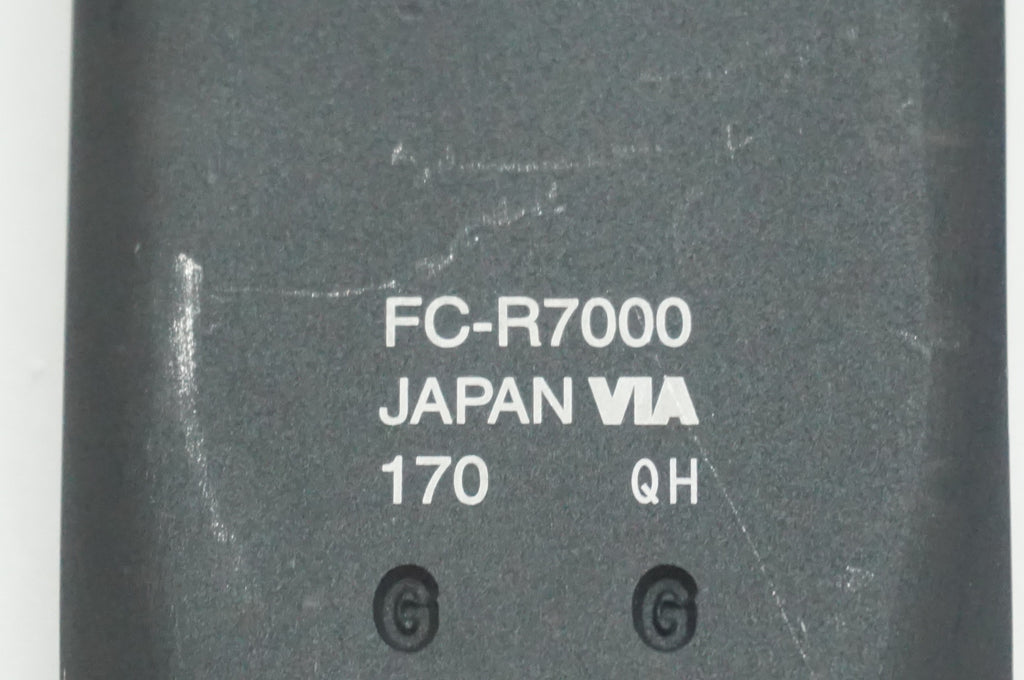 FC-R7000
JAPAN VIA
170 QH
G G